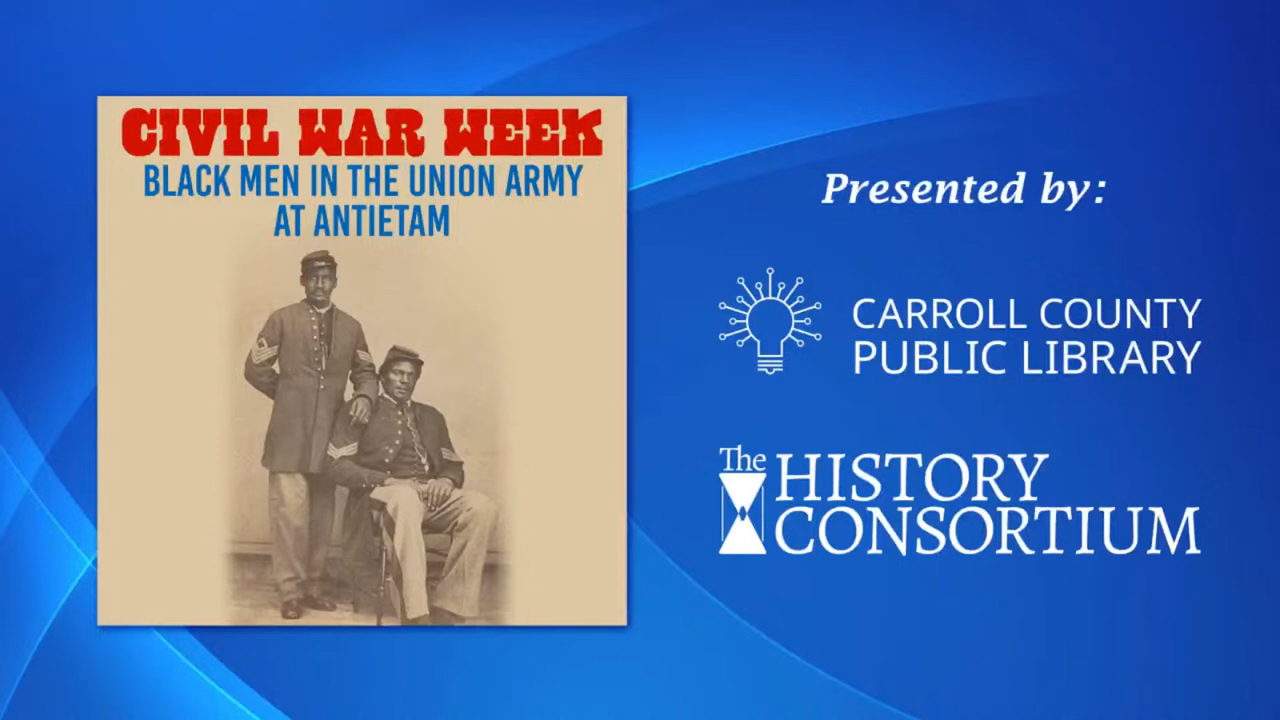 CIVIL WAR WEEK
BLACK MEN IN THE UNION ARMY
AT ANTIETAM
Presented by:
CARROLL COUNTY
PUBLIC LIBRARY
The HISTORY
CONSORTIUM